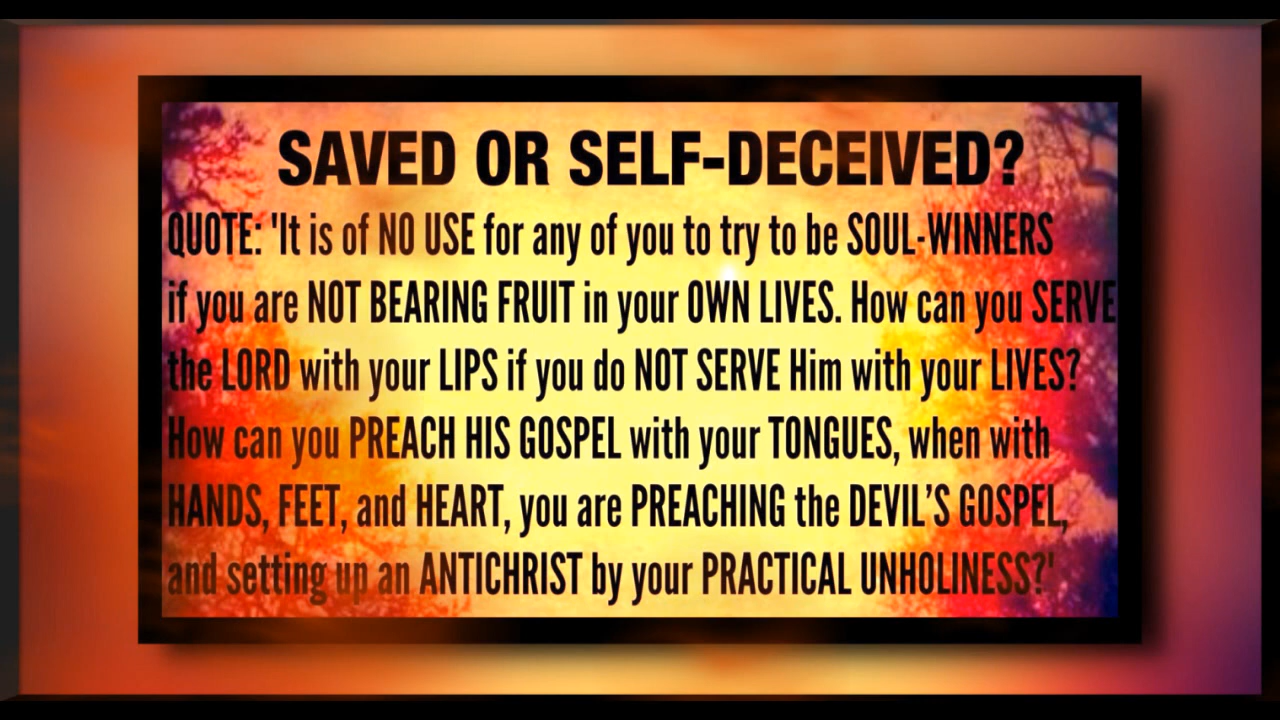 SAVED OR SELF-DECEIVED?
QUOTE: 'It is of NO USE for any of you to try to be SOUL-WINNERS
if you are NOT BEARING FRUIT in your OWN LIVES. How can you SERVE
the LORD with your LIPS if you do NOT SERVE Him with your LIVES?
How can you PREACH HIS GOSPEL with your TONGUES, when with
HANDS, FEET, and HEART, you are PREACHING the DEVIL’S GOSPEL,
and setting up an ANTICHRIST by your PRACTICAL UNHOLINESS?'